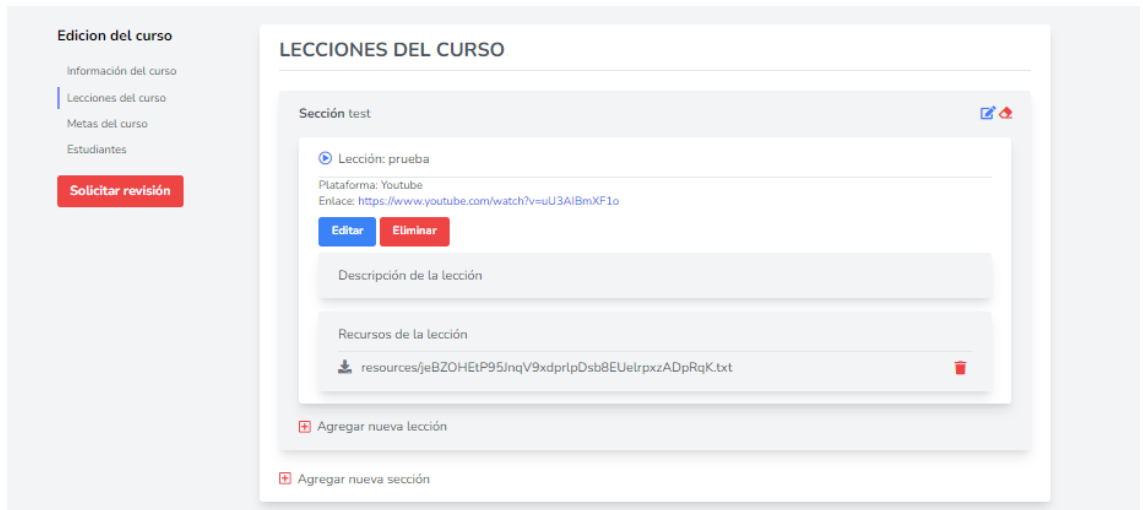 Edicion del curso
Información del curso
Lecciones del curso
Metas del curso
Estudiantes
Solicitar revisión
LECCIONES DEL CURSO
Sección test
Lección: prueba
Plataforma: Youtube
Enlace: https://www.youtube.com/watch?v=uU3AIBmXF1o
Editar Eliminar
Descripción de la lección
Recursos de la lección
resources/jeBZOHEtP95JnqV9xdprlpDsb8EUelrpxzADpRqK.txt
Agregar nueva lección
Agregar nueva sección